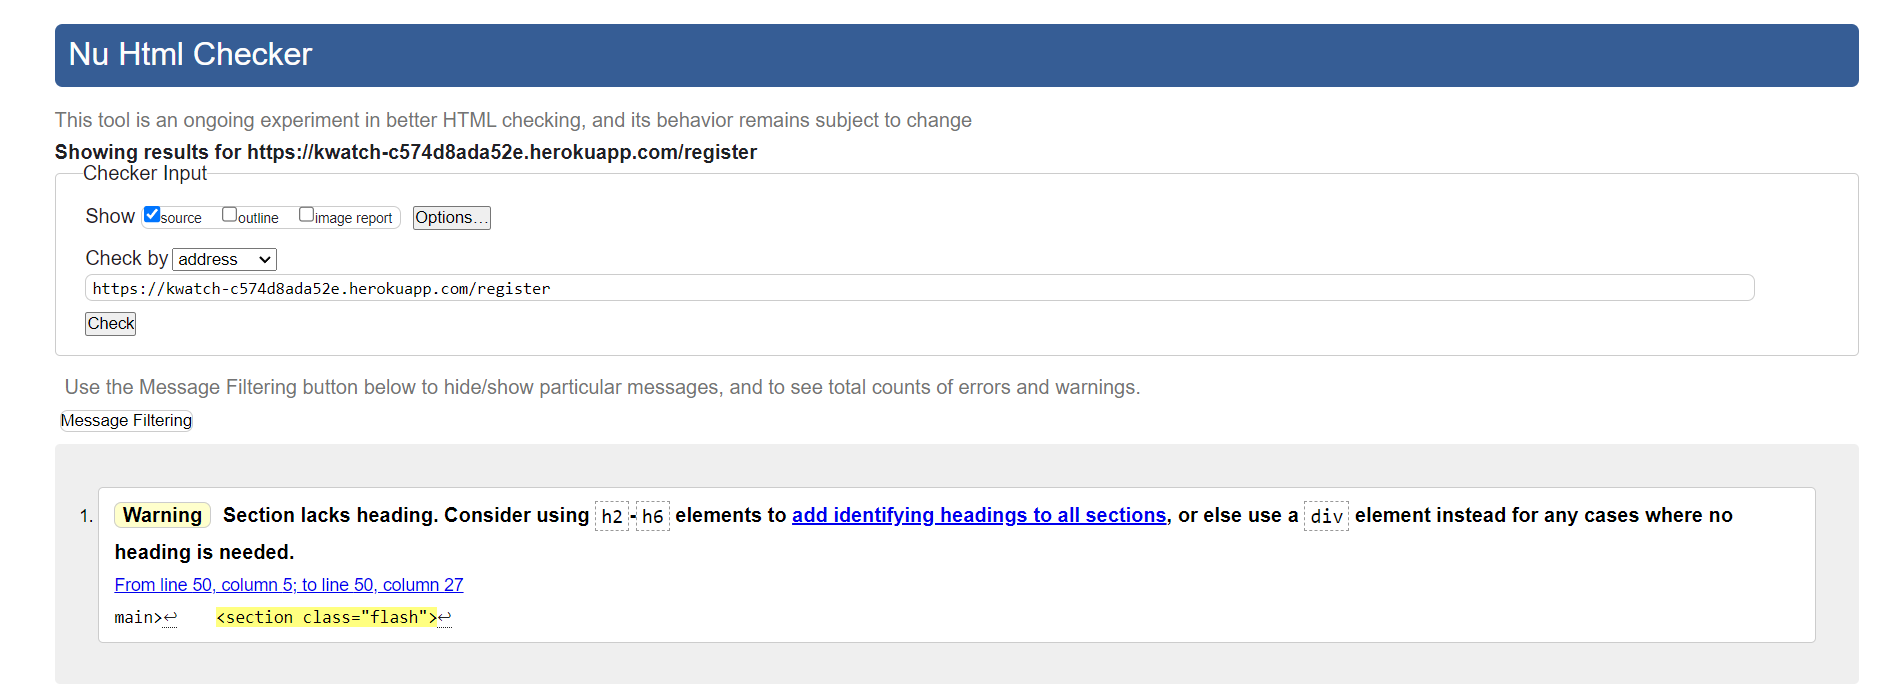 Nu Html Checker
This tool is an ongoing experiment in better HTML checking, and its behavior remains subject to change
Showing results for https://kwatch-c574d8ada52e.herokuapp.com/register
Checker Input
Show source outline image report Options...
Check by address
https://kwatch-c574d8ada52e.herokuapp.com/register
Check
Use the Message Filtering button below to hide/show particular messages, and to see total counts of errors and warnings.
Message Filtering
1. Warning Section lacks heading. Consider using h2-h6 elements to add identifying headings to all sections, or else use a div element instead for any cases where no
heading is needed.
From line 50, column 5; to line 50, column 27
main>↩ <section class="flash">↩